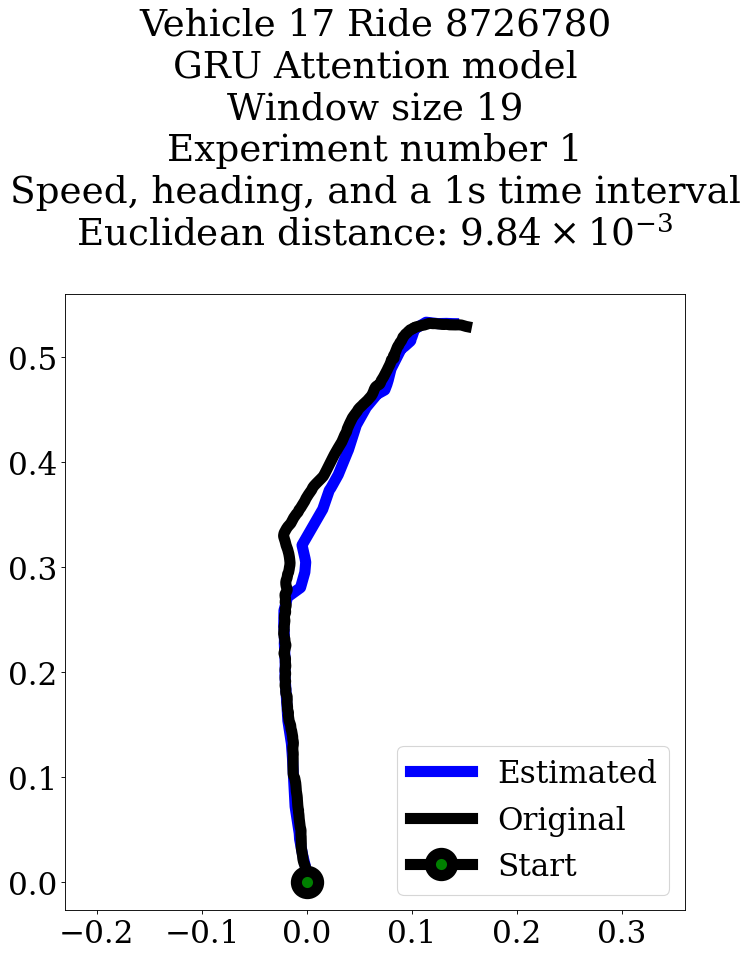 Vehicle 17 Ride 8726780
GRU Attention model
Window size 19
Experiment number 1
Speed, heading, and a 1s time interval
Euclidean distance: 9.84 × 10⁻³
0.5
0.4
0.3
0.2
0.1
0.0
Estimated
Original
Start
−0.2 −0.1 0.0 0.1 0.2 0.3